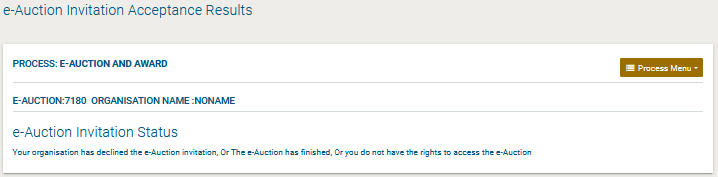 e-Auction Invitation Acceptance Results
PROCESS: E-AUCTION AND AWARD
Process Menu
E-AUCTION:7180 ORGANISATION NAME :NONAME
e-Auction Invitation Status
Your organisation has declined the e-Auction invitation, Or The e-Auction has finished, Or you do not have the rights to access the e-Auction